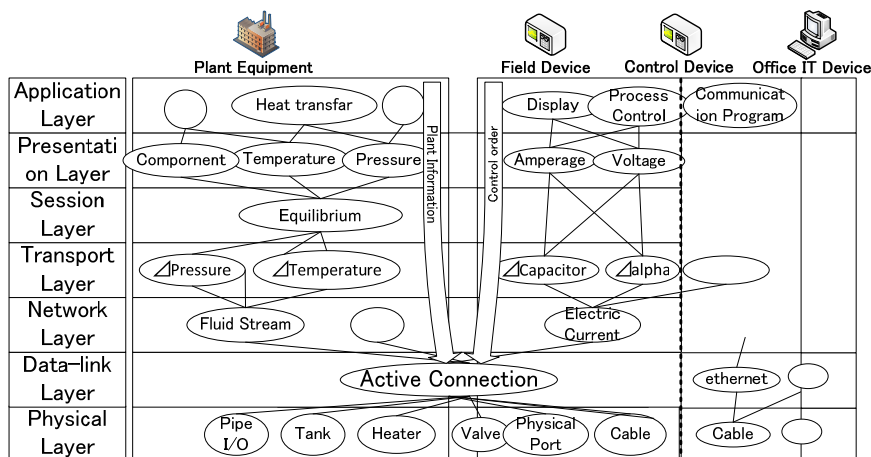 Plant Equipment
Field Device
Control Device
Office IT Device
Application
Layer
Heat transfar
Display
Process
Control
Communicat
ion Program
Presentati
on Layer
Compornent
Temperature
Pressure
Plant Information
Control order
Amperage
Voltage
Session
Layer
Equilibrium
Transport
Layer
⊿Pressure
⊿Temperature
⊿Capacitor
⊿alpha
Network
Layer
Fluid Stream
Electric
Current
Data-link
Layer
Active Connection
ethernet
Physical
Layer
Pipe
I/O
Tank
Heater
Valve
Physical
Port
Cable
Cable